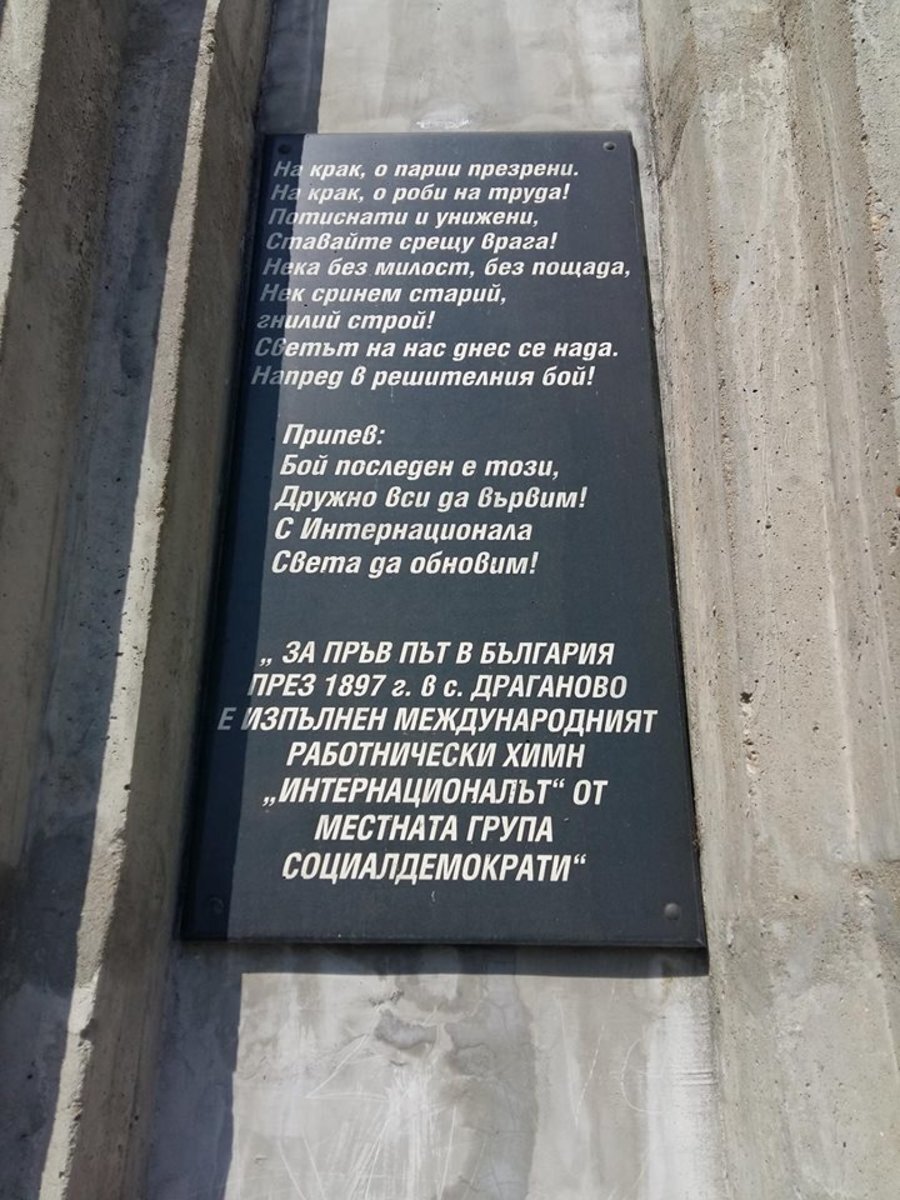 На крак, о парии презрени.
На крак, о роби на труда!
Потиснати и унижени,
Ставайте срещу врага!
Нека без милост, без пощада,
Нек сринем старий,
гнилий строй!
Светът на нас днес се нада.
Напред в решителния бой!
Припев:
Бой последен е този,
Дружно вси да вървим!
С Интернационала
Света да обновим!
„ ЗА ПРЪВ ПЪТ В БЪЛГАРИЯ
ПРЕЗ 1897 г. в с. ДРАГАНОВО
Е ИЗПЪЛНЕН МЕЖДУНАРОДНИЯТ
РАБОТНИЧЕСКИ ХИМН
„ИНТЕРНАЦИОНАЛЪТ“ ОТ
МЕСТНАТА ГРУПА
СОЦИАЛДЕМОКРАТИ“